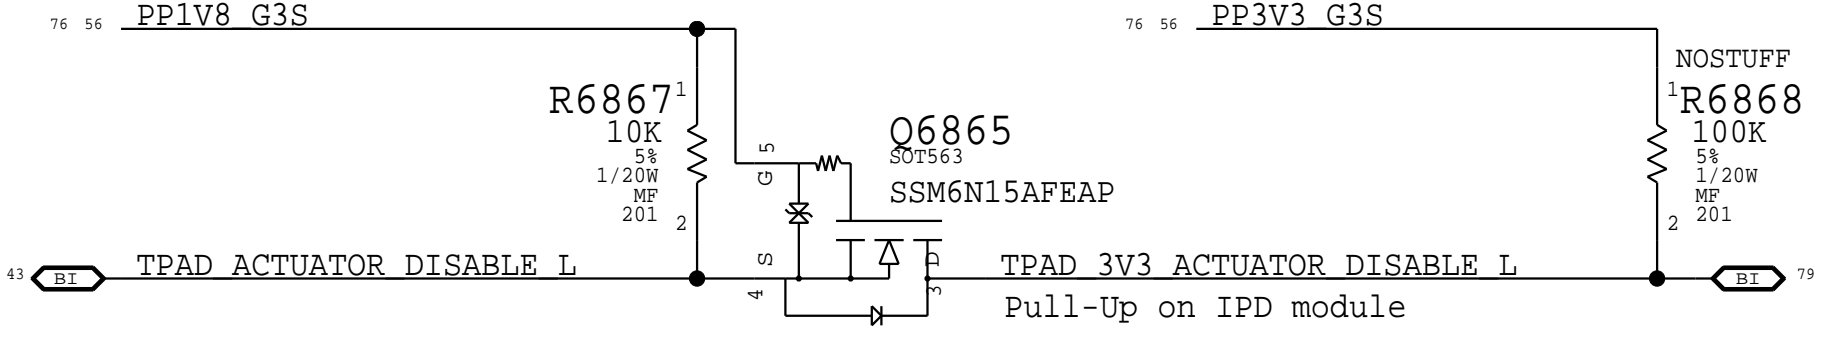 76 56 PP1V8_G3S
76 56 PP3V3_G3S
NOSTUFF
R6867 1
10K
5%
1/20W
MF
201
2
Q6865
SOT563
SSM6N15AFEAP
5
G
S
4
D
3
1 R6868
100K
5%
1/20W
MF
201
2
43 BI TPAD_ACTUATOR_DISABLE_L
TPAD_3V3_ACTUATOR_DISABLE_L BI 79
Pull-Up on IPD module